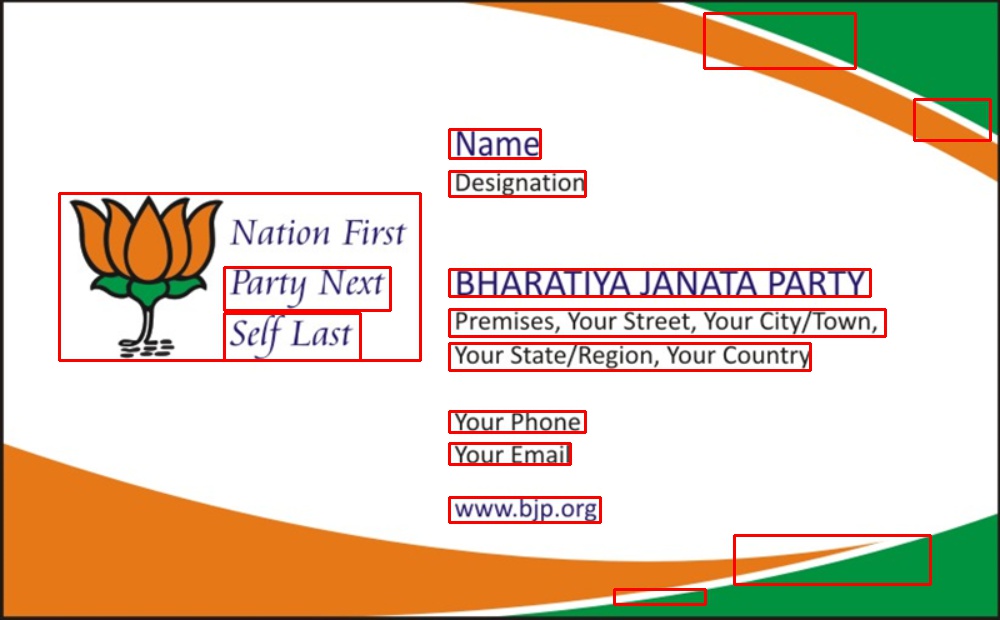 Nation First
Party Next
Self Last
Name
Designation
BHARATIYA JANATA PARTY
Premises, Your Street, Your City/Town,
Your State/Region, Your Country
Your Phone
Your Email
www.bjp.org